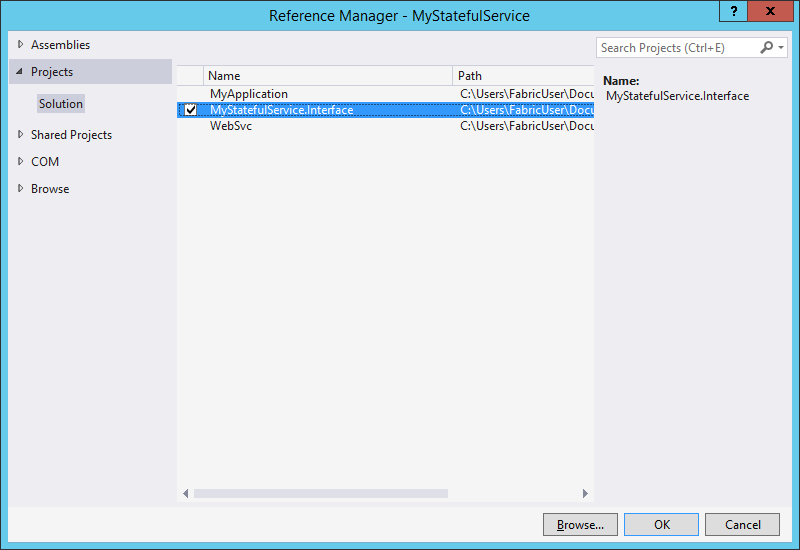 Reference Manager - MyStatefulService
? x
Assemblies
Projects
Solution
Shared Projects
COM
Browse
Name Path
MyApplication C:\Users\FabricUser\Docu
MyStatefulService.Interface C:\Users\FabricUser\Docu
WebSvc C:\Users\FabricUser\Docu
Search Projects (Ctrl+E)
Name:
MyStatefulService.Interface
Browse... OK Cancel